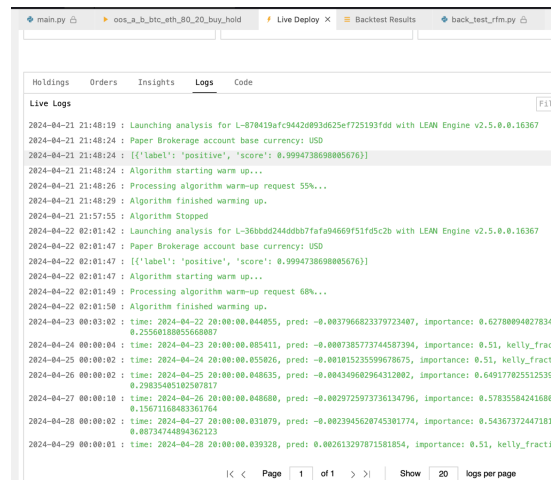 main.py
oos_a_b_btc_eth_80_20_buy_hold
Live Deploy
Backtest Results
back_test_rfm.py
Holdings Orders Insights Logs Code
Live Logs
Fil
2024-04-21 21:48:19 : Launching analysis for L-870419afc9442d093d625ef725193fdd with LEAN Engine v2.5.0.0.16367
2024-04-21 21:48:24 : Paper Brokerage account base currency: USD
2024-04-21 21:48:24 : [{'label': 'positive', 'score': 0.9994738698005676}]
2024-04-21 21:48:24 : Algorithm starting warm up...
2024-04-21 21:48:26 : Processing algorithm warm-up request 55%...
2024-04-21 21:48:29 : Algorithm finished warming up.
2024-04-21 21:57:55 : Algorithm Stopped
2024-04-22 02:01:42 : Launching analysis for L-36bbdd244ddbb7fafa94669f51fd5c2b with LEAN Engine v2.5.0.0.16367
2024-04-22 02:01:47 : Paper Brokerage account base currency: USD
2024-04-22 02:01:47 : [{'label': 'positive', 'score': 0.9994738698005676}]
2024-04-22 02:01:47 : Algorithm starting warm up...
2024-04-22 02:01:49 : Processing algorithm warm-up request 68%...
2024-04-22 02:01:50 : Algorithm finished warming up.
2024-04-23 00:03:02 : time: 2024-04-22 20:00:00.044055, pred: -0.0037966823379723407, importance: 0.62780094027834
0.25560188055668087
2024-04-24 00:00:04 : time: 2024-04-23 20:00:00.085411, pred: -0.0007385773744587394, importance: 0.51, kelly_frac
2024-04-25 00:00:02 : time: 2024-04-24 20:00:00.055026, pred: -0.001015235599678675, importance: 0.51, kelly_fract
2024-04-26 00:00:02 : time: 2024-04-25 20:00:00.048635, pred: -0.004349602964312002, importance: 0.649177025512539
0.29835405102507817
2024-04-27 00:00:10 : time: 2024-04-26 20:00:00.048680, pred: -0.0029725973736134796, importance: 0.57835584241680
0.15671168483361764
2024-04-28 00:00:02 : time: 2024-04-27 20:00:00.031079, pred: -0.0023945620745301774, importance: 0.54367372447181
0.08734744894362123
2024-04-29 00:00:01 : time: 2024-04-28 20:00:00.039328, pred: 0.002613297871581854, importance: 0.51, kelly_fracti
Page 1 of 1 Show 20 logs per page